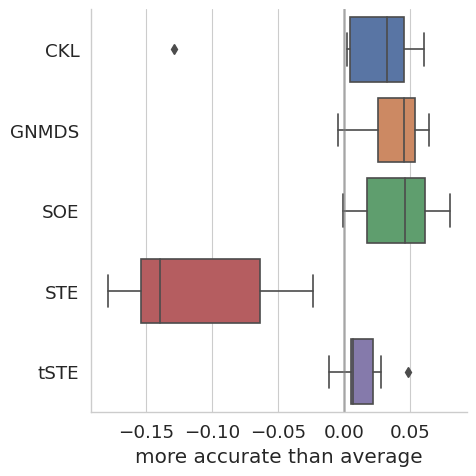 CKL
GNMDS
SOE
STE
tSTE
−0.15 −0.10 −0.05 0.00 0.05
more accurate than average